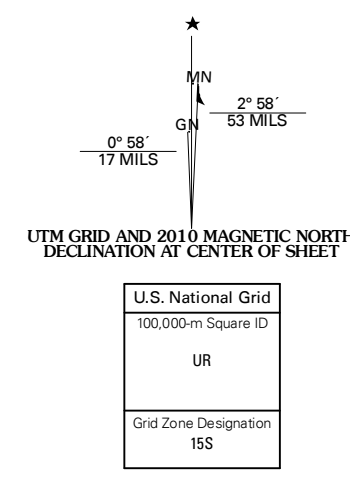 MN
2° 58´
53 MILS
GN
0° 58´
17 MILS
UTM GRID AND 2010 MAGNETIC NORTH
DECLINATION AT CENTER OF SHEET
U.S. National Grid
100,000-m Square ID
UR
Grid Zone Designation
15S